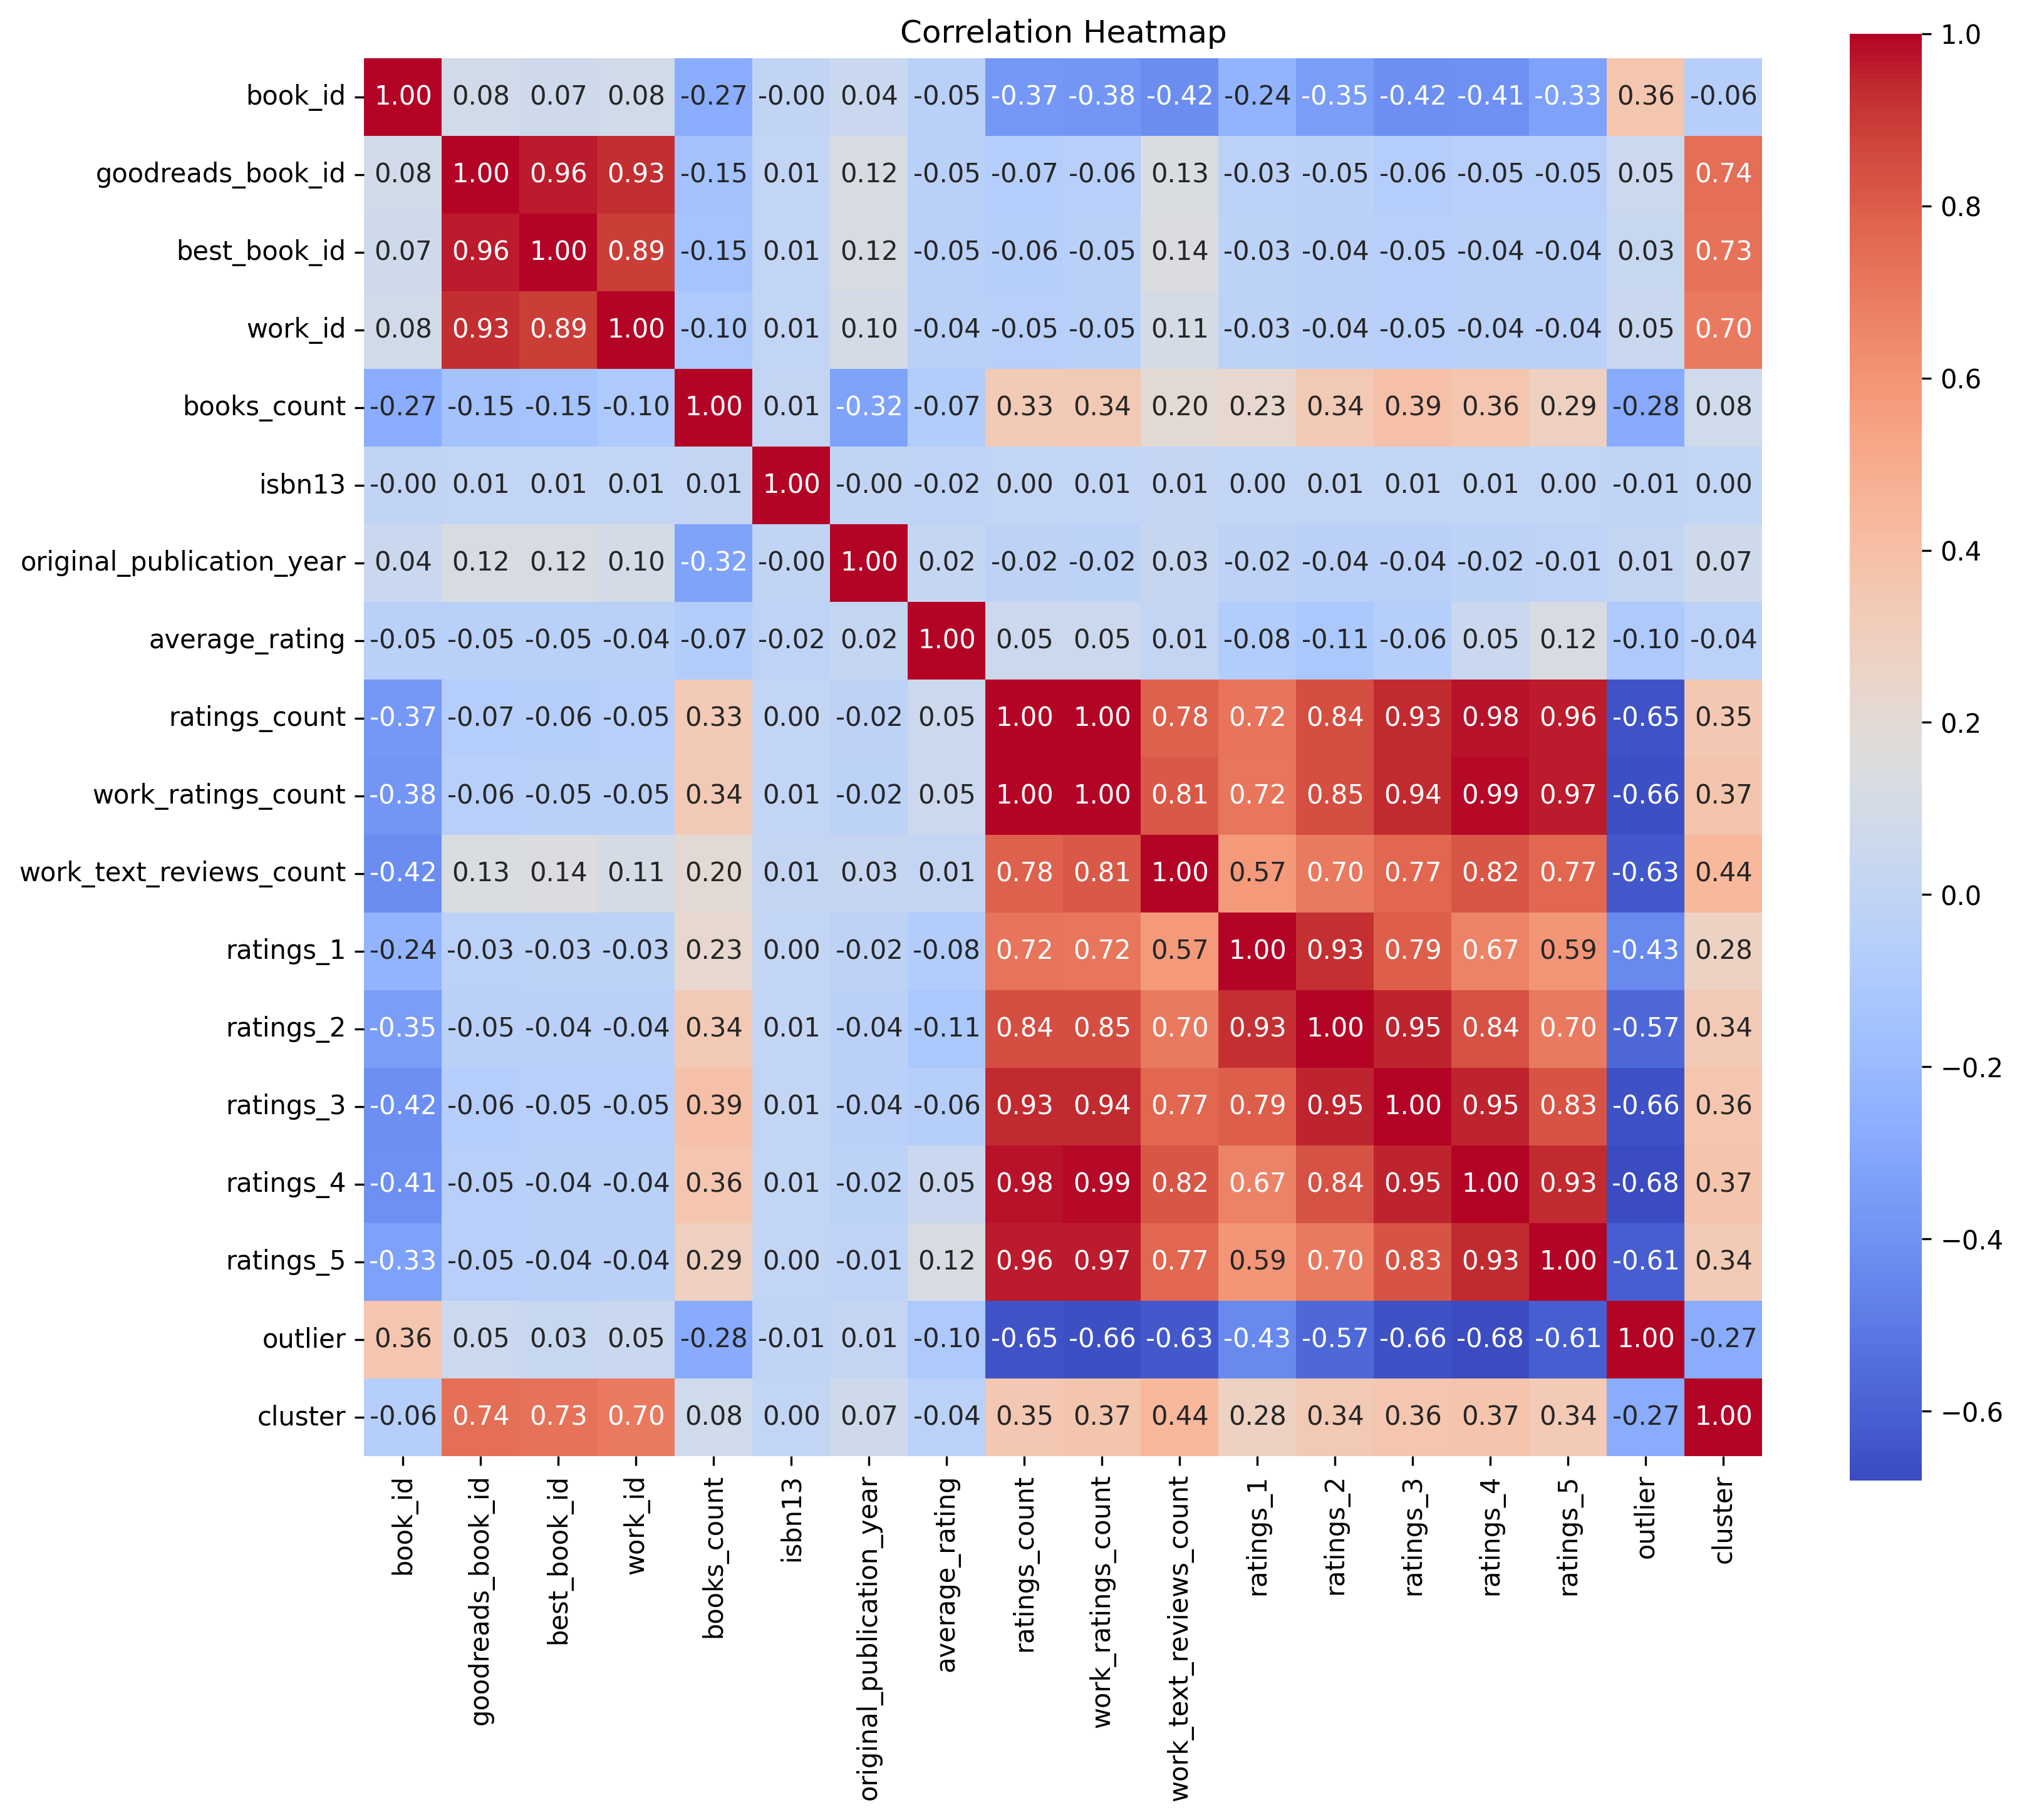 Correlation Heatmap
book_id 1.00 0.08 0.07 0.08 -0.27 -0.00 0.04 -0.05 -0.37 -0.38 -0.42 -0.24 -0.35 -0.42 -0.41 -0.33 0.36 -0.06
goodreads_book_id 0.08 1.00 0.96 0.93 -0.15 0.01 0.12 -0.05 -0.07 -0.06 0.13 -0.03 -0.05 -0.06 -0.05 -0.05 0.05 0.74
best_book_id 0.07 0.96 1.00 0.89 -0.15 0.01 0.12 -0.05 -0.06 -0.05 0.14 -0.03 -0.04 -0.05 -0.04 -0.04 0.03 0.73
work_id 0.08 0.93 0.89 1.00 -0.10 0.01 0.10 -0.04 -0.05 -0.05 0.11 -0.03 -0.04 -0.05 -0.04 -0.04 0.05 0.70
books_count -0.27 -0.15 -0.15 -0.10 1.00 0.01 -0.32 -0.07 0.33 0.34 0.20 0.23 0.34 0.39 0.36 0.29 -0.28 0.08
isbn13 -0.00 0.01 0.01 0.01 0.01 1.00 -0.00 -0.02 0.00 0.01 0.01 0.00 0.01 0.01 0.01 0.00 -0.01 0.00
original_publication_year 0.04 0.12 0.12 0.10 -0.32 -0.00 1.00 0.02 -0.02 -0.02 0.03 -0.02 -0.04 -0.04 -0.02 -0.01 0.01 0.07
average_rating -0.05 -0.05 -0.05 -0.04 -0.07 -0.02 0.02 1.00 0.05 0.05 0.01 -0.08 -0.11 -0.06 0.05 0.12 -0.10 -0.04
ratings_count -0.37 -0.07 -0.06 -0.05 0.33 0.00 -0.02 0.05 1.00 1.00 0.78 0.72 0.84 0.93 0.98 0.96 -0.65 0.35
work_ratings_count -0.38 -0.06 -0.05 -0.05 0.34 0.01 -0.02 0.05 1.00 1.00 0.81 0.72 0.85 0.94 0.99 0.97 -0.66 0.37
work_text_reviews_count -0.42 0.13 0.14 0.11 0.20 0.01 0.03 0.01 0.78 0.81 1.00 0.57 0.70 0.77 0.82 0.77 -0.63 0.44
ratings_1 -0.24 -0.03 -0.03 -0.03 0.23 0.00 -0.02 -0.08 0.72 0.72 0.57 1.00 0.93 0.79 0.67 0.59 -0.43 0.28
ratings_2 -0.35 -0.05 -0.04 -0.04 0.34 0.01 -0.04 -0.11 0.84 0.85 0.70 0.93 1.00 0.95 0.84 0.70 -0.57 0.34
ratings_3 -0.42 -0.06 -0.05 -0.05 0.39 0.01 -0.04 -0.06 0.93 0.94 0.77 0.79 0.95 1.00 0.95 0.83 -0.66 0.36
ratings_4 -0.41 -0.05 -0.04 -0.04 0.36 0.01 -0.02 0.05 0.98 0.99 0.82 0.67 0.84 0.95 1.00 0.93 -0.68 0.37
ratings_5 -0.33 -0.05 -0.04 -0.04 0.29 0.00 -0.01 0.12 0.96 0.97 0.77 0.59 0.70 0.83 0.93 1.00 -0.61 0.34
outlier 0.36 0.05 0.03 0.05 -0.28 -0.01 0.01 -0.10 -0.65 -0.66 -0.63 -0.43 -0.57 -0.66 -0.68 -0.61 1.00 -0.27
cluster -0.06 0.74 0.73 0.70 0.08 0.00 0.07 -0.04 0.35 0.37 0.44 0.28 0.34 0.36 0.37 0.34 -0.27 1.00
book_id
goodreads_book_id
best_book_id
work_id
books_count
isbn13
original_publication_year
average_rating
ratings_count
work_ratings_count
work_text_reviews_count
ratings_1
ratings_2
ratings_3
ratings_4
ratings_5
outlier
cluster
1.0
0.8
0.6
0.4
0.2
0.0
−0.2
−0.4
−0.6